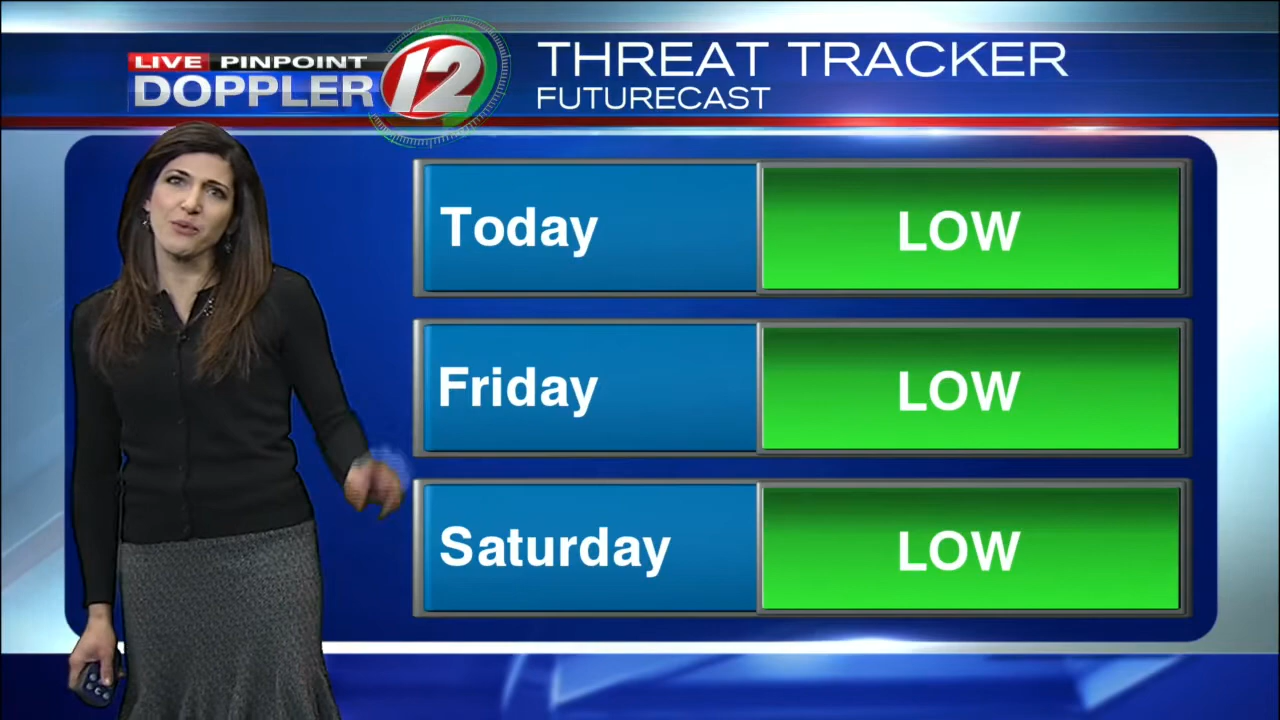 LIVE PINPOINT
DOPPLER 12
THREAT TRACKER
FUTURECAST
Today LOW
Friday LOW
Saturday LOW